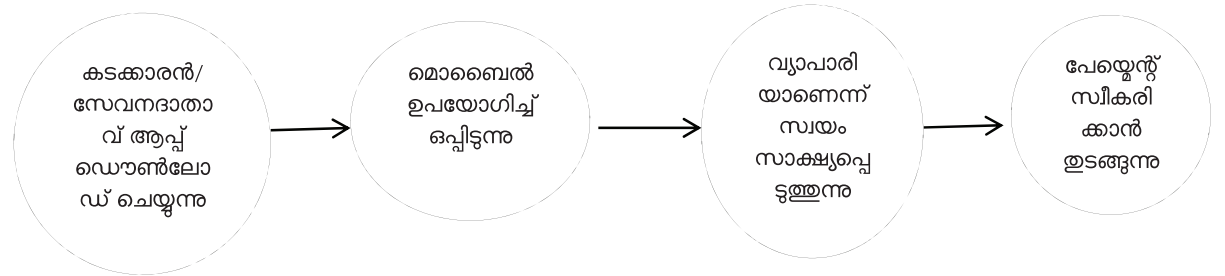 കടക്കാരൻ/
സേവനദാതാ
വ് ആപ്പ്
ഡൌൺലോ
ഡ് ചെയ്യുന്നു
മൊബൈൽ
ഉപയോഗിച്ച്
ഒപ്പിടുന്നു
വ്യാപാരി
യാണെന്ന്
സ്വയം
സാക്ഷ്യപ്പെ
ടുത്തുന്നു
പേയ്മെന്റ്
സ്വീകരി
ക്കാൻ
തുടങ്ങുന്നു